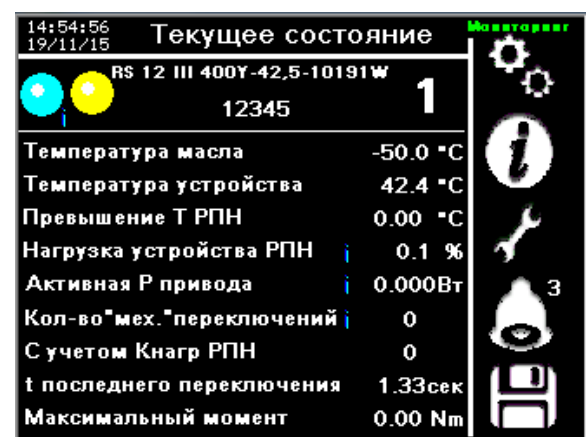 14:54:56
19/11/15
Текущее состояние
Мониторинг
RS 12 III 400Y-42,5-10191W
12345
1
Температура масла -50.0 °C
Температура устройства 42.4 °C
Превышение Т РПН 0.00 °C
Нагрузка устройства РПН i 0.1 %
Активная Р привода i 0.000Вт
Кол-во"мех."переключений i 0
С учетом Кнагр РПН 0
t последнего переключения 1.33сек
Максимальный момент 0.00 Nm
i
i
3